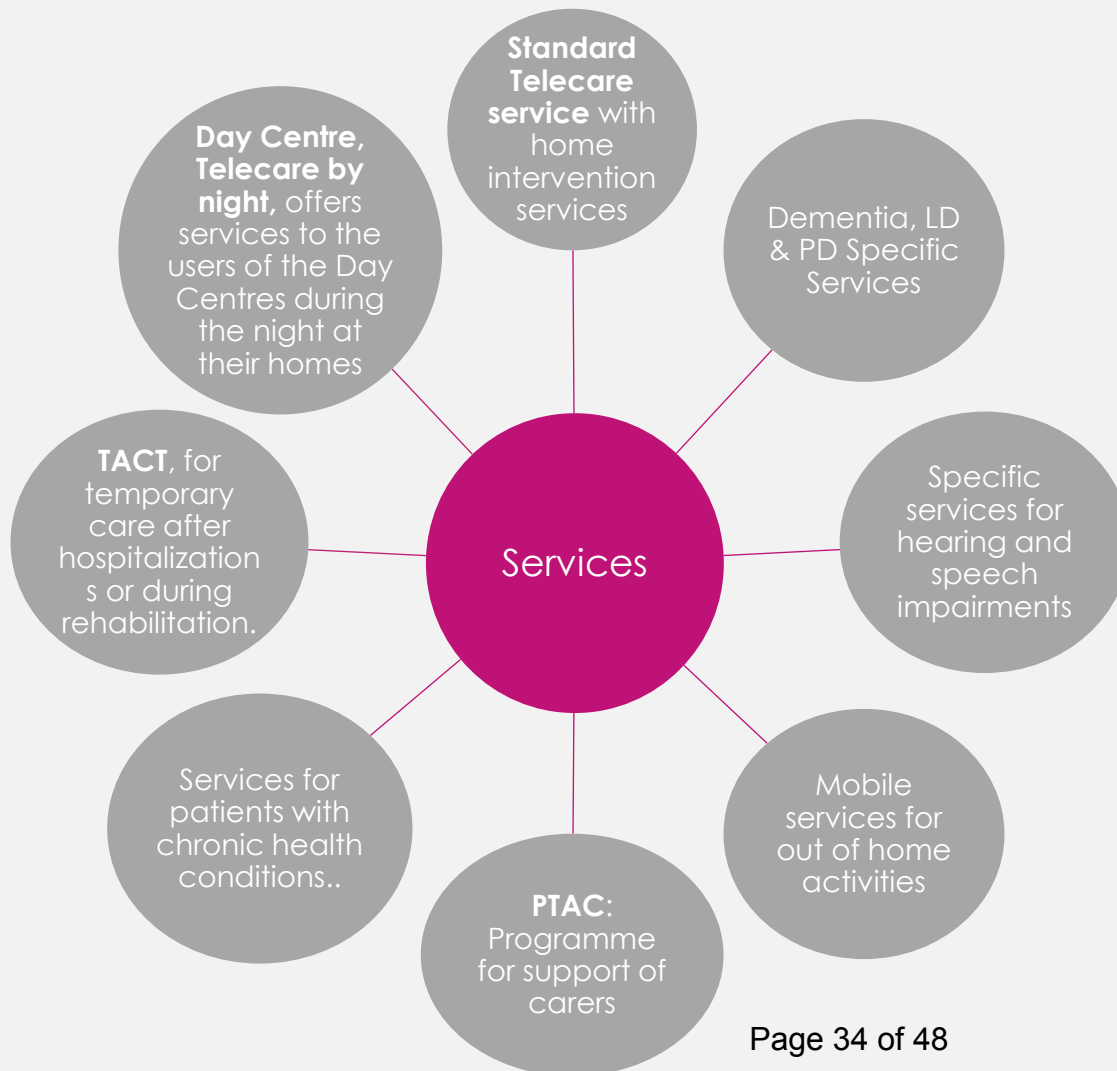 Standard
Telecare
service with
home
intervention
services
Dementia, LD
& PD Specific
Services
Specific
services for
hearing and
speech
impairments
Mobile
services for
out of home
activities
PTAC:
Programme
for support of
carers
Services for
patients with
chronic health
conditions..
TACT, for
temporary
care after
hospitalization
s or during
rehabilitation.
Day Centre,
Telecare by
night, offers
services to the
users of the Day
Centres during
the night at
their homes
Services
Page 34 of 48